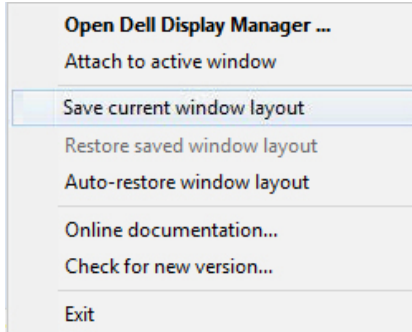 Open Dell Display Manager ...
Attach to active window
Save current window layout
Restore saved window layout
Auto-restore window layout
Online documentation...
Check for new version...
Exit